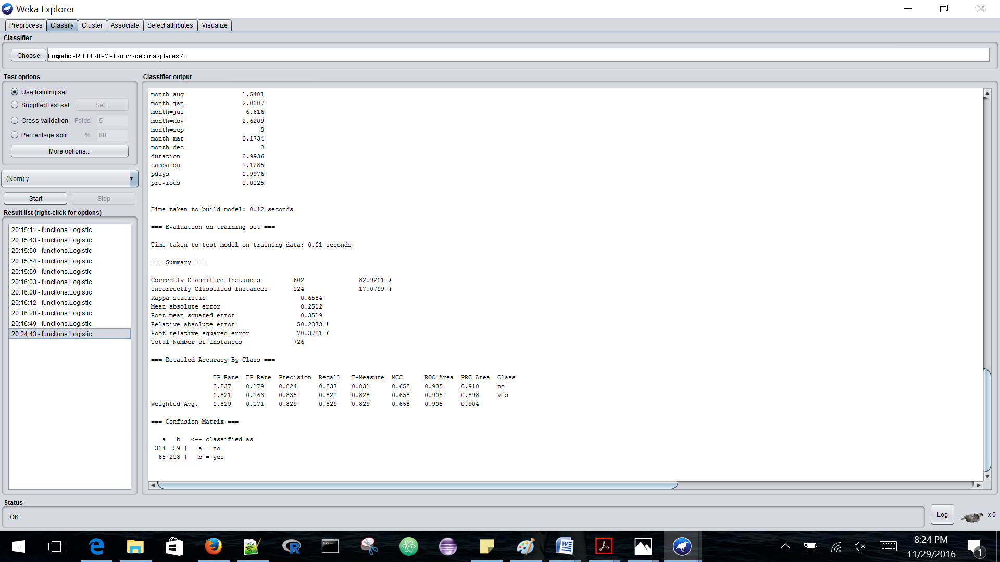 Weka Explorer
Preprocess Classify Cluster Associate Select attributes Visualize
Classifier
Choose Logistic -R 1.0E-8 -M -1 -num-decimal-places 4
Test options
Use training set
Supplied test set Set...
Cross-validation Folds 5
Percentage split % 80
More options...
(Nom) y
Start Stop
Result list (right-click for options)
20:15:11 - functions.Logistic
20:15:43 - functions.Logistic
20:15:50 - functions.Logistic
20:15:54 - functions.Logistic
20:15:59 - functions.Logistic
20:16:03 - functions.Logistic
20:16:08 - functions.Logistic
20:16:12 - functions.Logistic
20:16:20 - functions.Logistic
20:16:49 - functions.Logistic
20:24:43 - functions.Logistic
Classifier output
month=aug 1.5401
month=jan 2.0007
month=jul 6.616
month=nov 2.6209
month=sep 0
month=mar 0.1734
month=dec 0
duration 0.9936
campaign 1.1285
pdays 0.9976
previous 1.0125
Time taken to build model: 0.12 seconds
=== Evaluation on training set ===
Time taken to test model on training data: 0.01 seconds
=== Summary ===
Correctly Classified Instances 602 82.9201 %
Incorrectly Classified Instances 124 17.0799 %
Kappa statistic 0.6584
Mean absolute error 0.2512
Root mean squared error 0.3519
Relative absolute error 50.2373 %
Root relative squared error 70.3781 %
Total Number of Instances 726
=== Detailed Accuracy By Class ===
TP Rate FP Rate Precision Recall F-Measure MCC ROC Area PRC Area Class
0.837 0.179 0.824 0.837 0.831 0.658 0.905 0.910 no
0.821 0.163 0.835 0.821 0.828 0.658 0.905 0.898 yes
Weighted Avg. 0.829 0.171 0.829 0.829 0.829 0.658 0.905 0.904
=== Confusion Matrix ===
a b <-- classified as
304 59 | a = no
65 298 | b = yes
Status
OK
Log
x 0
8:24 PM
11/29/2016
1